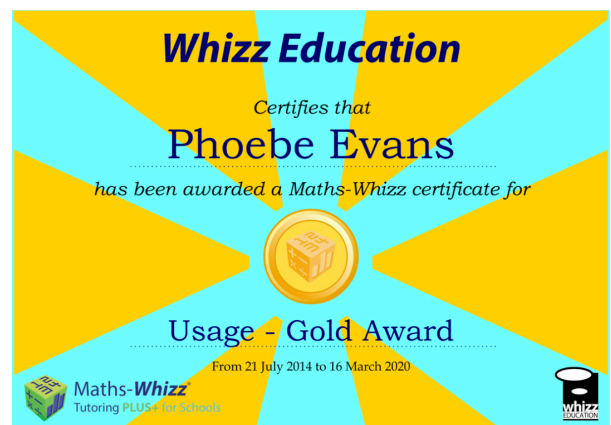 Whizz Education
Certifies that
Phoebe Evans
has been awarded a Maths-Whizz certificate for
Usage - Gold Award
From 21 July 2014 to 16 March 2020
Maths-Whizz®
Tutoring PLUS+ for Schools
whizz
EDUCATION